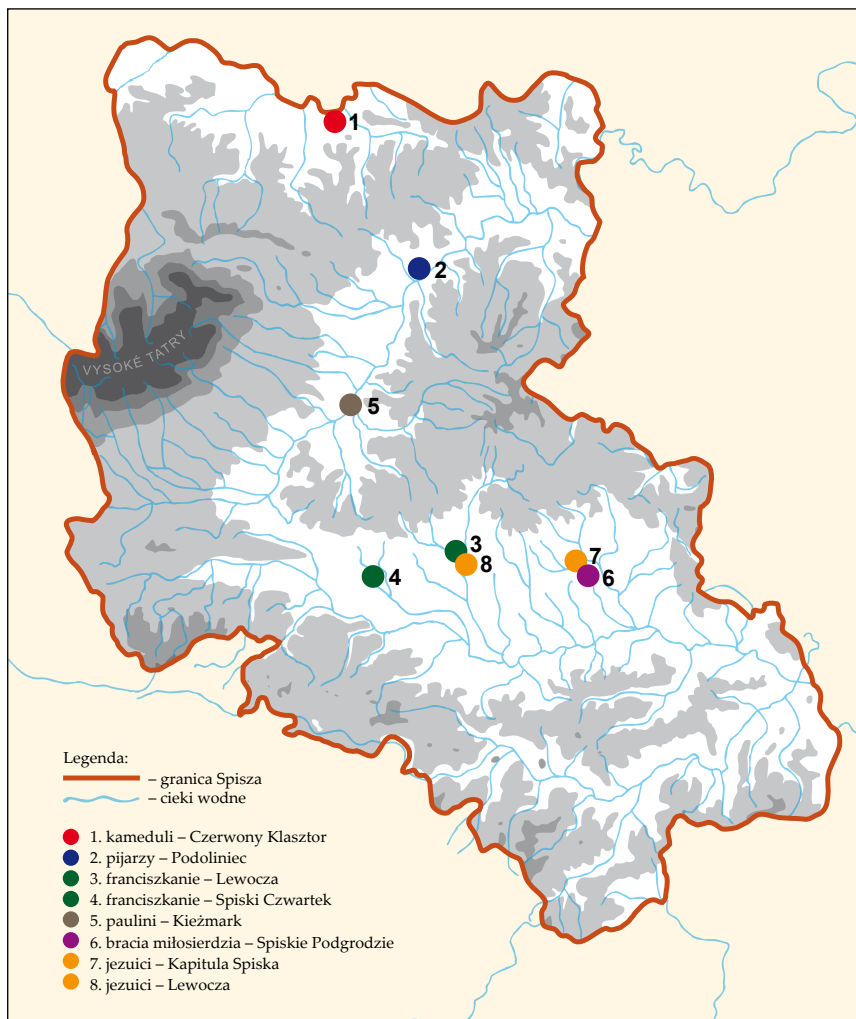 1
2
VYSOKÉ TATRY
5
3
7
8
4
6
Legenda:
– granica Spisza
– cieki wodne
1. kameduli – Czerwony Klasztor
2. pijarzy – Podoliniec
3. franciszkanie – Lewocza
4. franciszkanie – Spiski Czwartek
5. paulini – Kieżmark
6. bracia miłosierdzia – Spiskie Podgrodzie
7. jezuici – Kapituła Spiska
8. jezuici – Lewocza